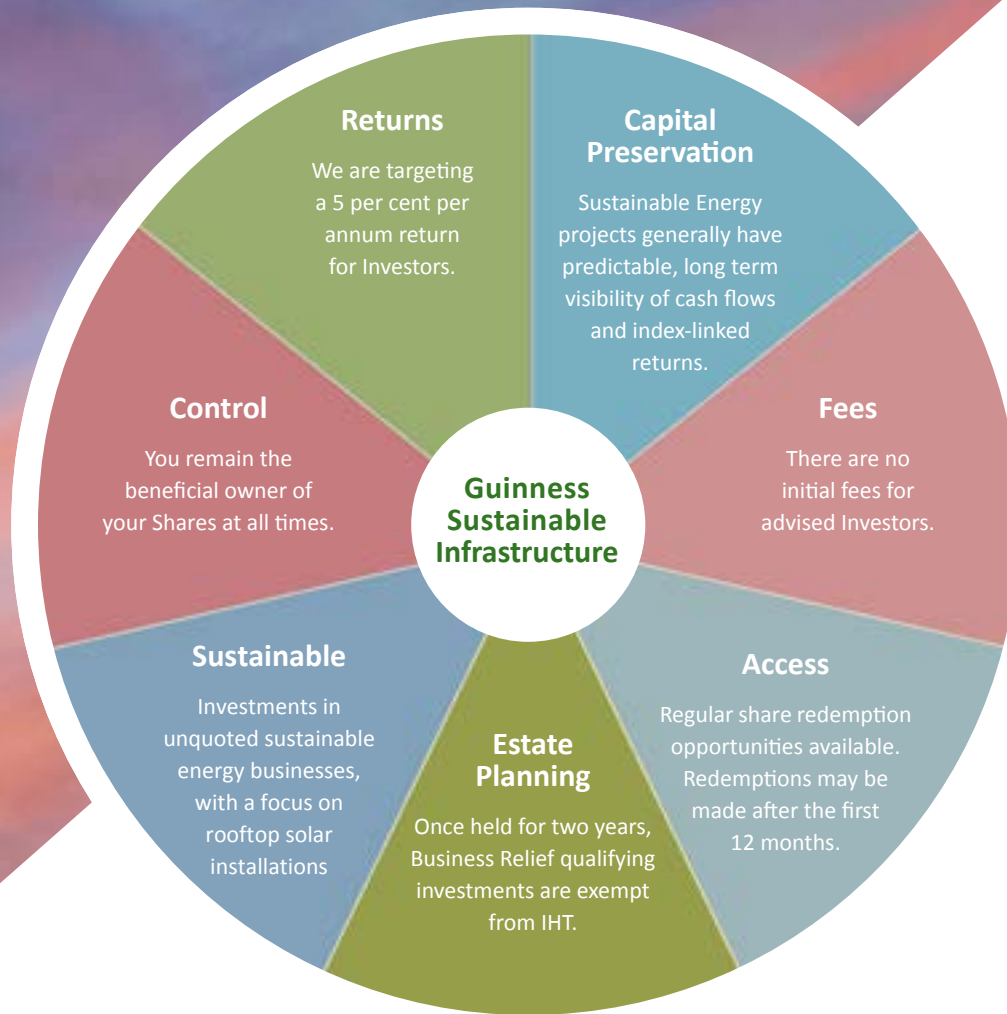 Returns
We are targeting
a 5 per cent per
annum return
for Investors.
Capital
Preservation
Sustainable Energy
projects generally have
predictable, long term
visibility of cash flows
and index-linked
returns.
Control
You remain the
beneficial owner of
your Shares at all times.
Guinness
Sustainable
Infrastructure
Fees
There are no
initial fees for
advised Investors.
Sustainable
Investments in
unquoted sustainable
energy businesses,
with a focus on
rooftop solar
installations
Estate
Planning
Once held for two years,
Business Relief qualifying
investments are exempt
from IHT.
Access
Regular share redemption
opportunities available.
Redemptions may be
made after the first
12 months.